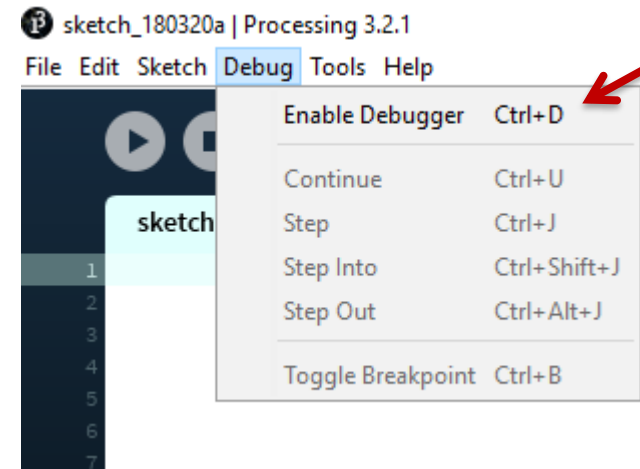 sketch_180320a | Processing 3.2.1
File Edit Sketch Debug Tools Help
Enable Debugger Ctrl+D
Continue Ctrl+U
Step Ctrl+J
Step Into Ctrl+Shift+J
Step Out Ctrl+Alt+J
Toggle Breakpoint Ctrl+B
sketch
1
2
3
4
5
6
7